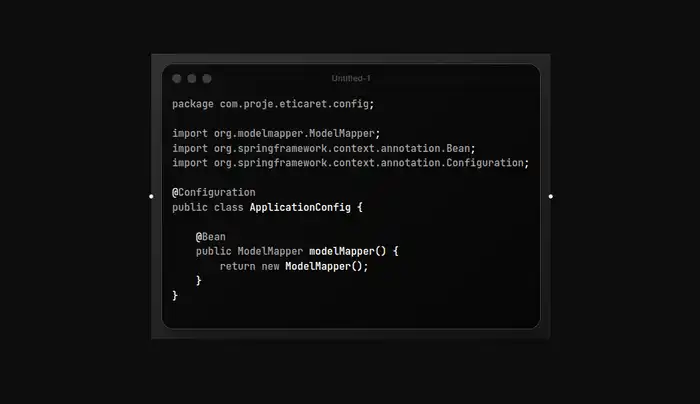 Untitled-1
package com.proje.eticaret.config;
import org.modelmapper.ModelMapper;
import org.springframework.context.annotation.Bean;
import org.springframework.context.annotation.Configuration;
@Configuration
public class ApplicationConfig {
@Bean
public ModelMapper modelMapper() {
return new ModelMapper();
}
}